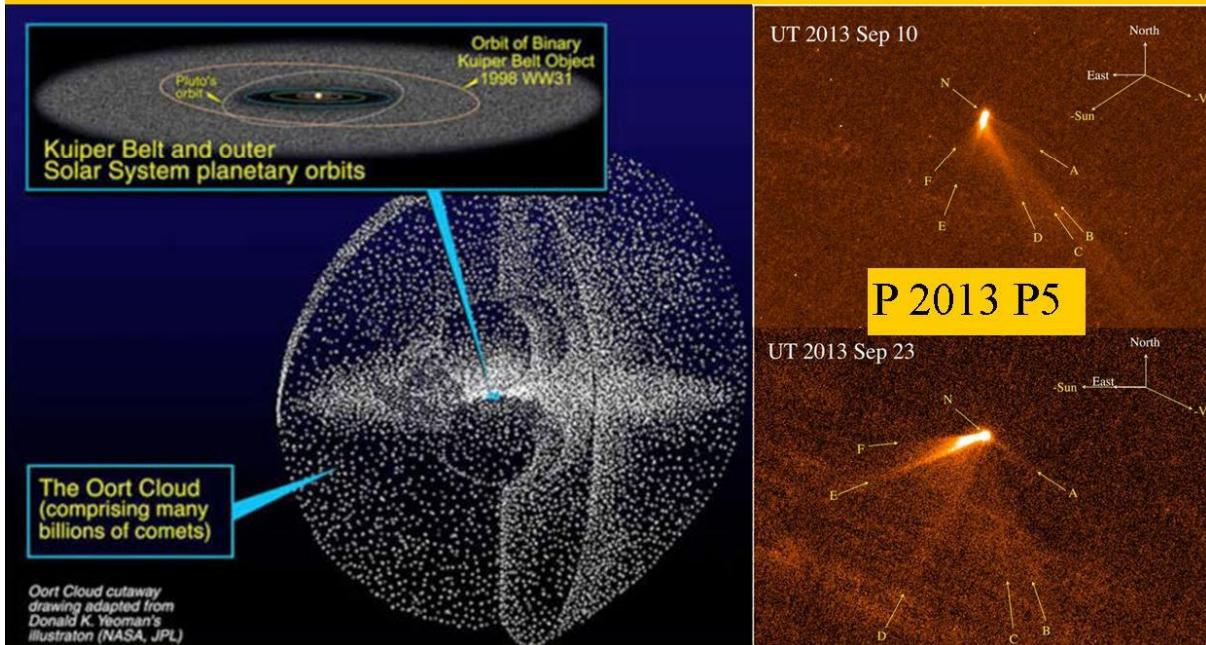 Orbit of Binary
Kuiper Belt Object
1998 WW31
Pluto's
orbit
Kuiper Belt and outer
Solar System planetary orbits
The Oort Cloud
(comprising many
billions of comets)
Oort Cloud cutaway
drawing adapted from
Donald K. Yeoman's
illustraton (NASA, JPL)
UT 2013 Sep 10
North
East
-Sun
-V
N
A
F
E
D
B
C
P 2013 P5
UT 2013 Sep 23
North
-Sun
East
-V
N
F
E
A
D
C
B